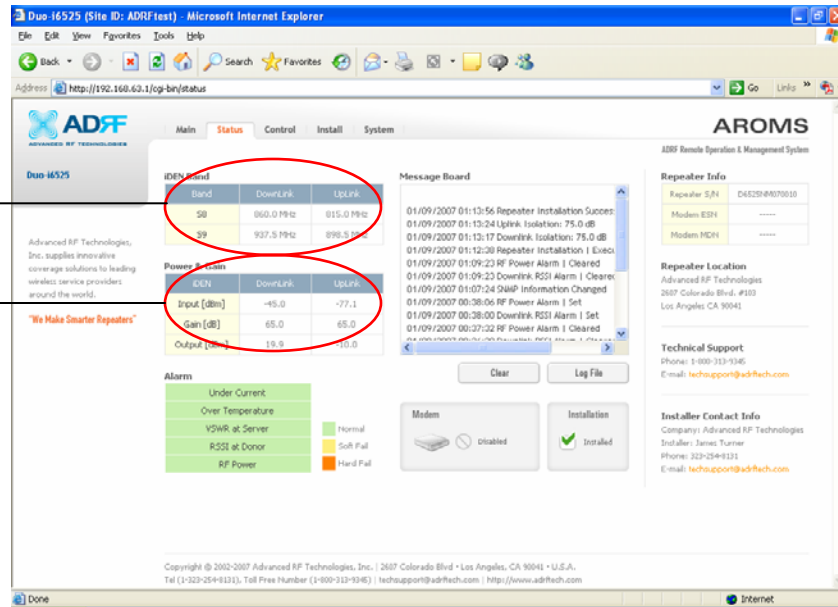 Duo-i6525 (Site ID: ADRFtest) - Microsoft Internet Explorer
File Edit View Favorites Tools Help
Back Search Favorites
Address http://192.168.63.1/cgi-bin/status Go Links »
ADRF
ADVANCED RF TECHNOLOGIES
Main Status Control Install System
AROMS
ADRF Remote Operation & Management System
Duo-i6525
Advanced RF Technologies,
Inc. supplies innovative
coverage solutions to leading
wireless service providers
around the world.
"We Make Smarter Repeaters"
iDEN Band
Band DownLink UpLink
S8 860.0 MHz 815.0 MHz
S9 937.5 MHz 898.5 MHz
Power & Gain
iDEN DownLink UpLink
Input [dBm] -45.0 -77.1
Gain [dB] 65.0 65.0
Output [dBm] 19.9 -10.0
Alarm
Under Current
Over Temperature
VSWR at Server
RSSI at Donor
RF Power
Normal
Soft Fail
Hard Fail
Message Board
01/09/2007 01:13:56 Repeater Installation Succes
01/09/2007 01:13:24 Uplink Isolation: 75.0 dB
01/09/2007 01:13:17 Downlink Isolation: 75.0 dB
01/09/2007 01:12:38 Repeater Installation | Execu
01/09/2007 01:09:23 RF Power Alarm | Cleared
01/09/2007 01:09:23 Downlink RSSI Alarm | Cleared
01/09/2007 01:07:24 SNMP Information Changed
01/09/2007 00:38:06 RF Power Alarm | Set
01/09/2007 00:38:00 Downlink RSSI Alarm | Set
01/09/2007 00:37:32 RF Power Alarm | Cleared
Clear Log File
Modem
Disabled
Installation
Installed
Repeater Info
Repeater S/N D6525NM070010
Modem ESN -----
Modem MDN -----
Repeater Location
Advanced RF Technologies
2607 Colorado Blvd. #103
Los Angeles, CA 90041
Technical Support
Phone: 1-800-313-9345
E-mail: techsupport@adrftech.com
Installer Contact Info
Company: Advanced RF Technologies
Installer: James Turner
Phone: 323-254-8131
E-mail: techsupport@adrftech.com
Copyright © 2002-2007 Advanced RF Technologies, Inc. | 2607 Colorado Blvd • Los Angeles, CA 90041 • U.S.A.
Tel (1-323-254-8131), Toll Free Number (1-800-313-9345) | techsupport@adrftech.com | http://www.adrftech.com
Done Internet